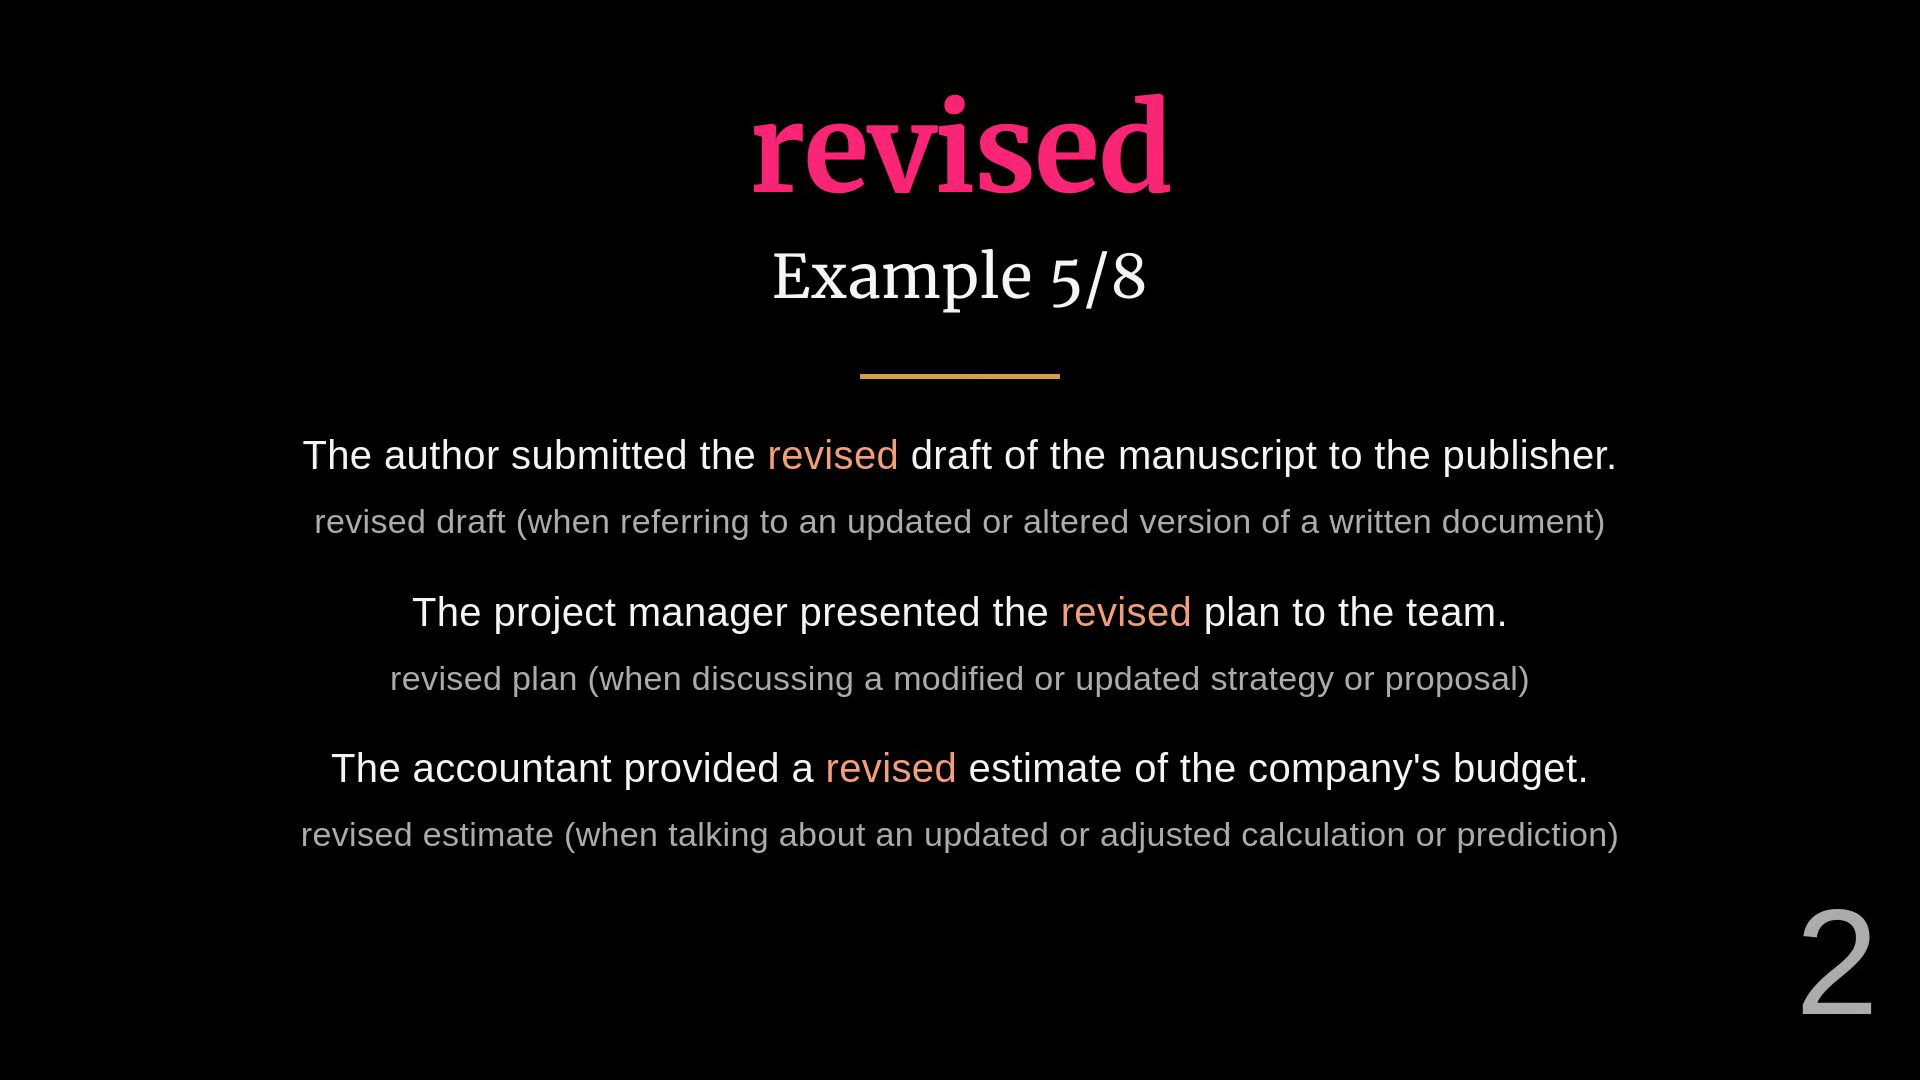 revised
Example 5/8
The author submitted the revised draft of the manuscript to the publisher.
revised draft (when referring to an updated or altered version of a written document)
The project manager presented the revised plan to the team.
revised plan (when discussing a modified or updated strategy or proposal)
The accountant provided a revised estimate of the company's budget.
revised estimate (when talking about an updated or adjusted calculation or prediction)
2